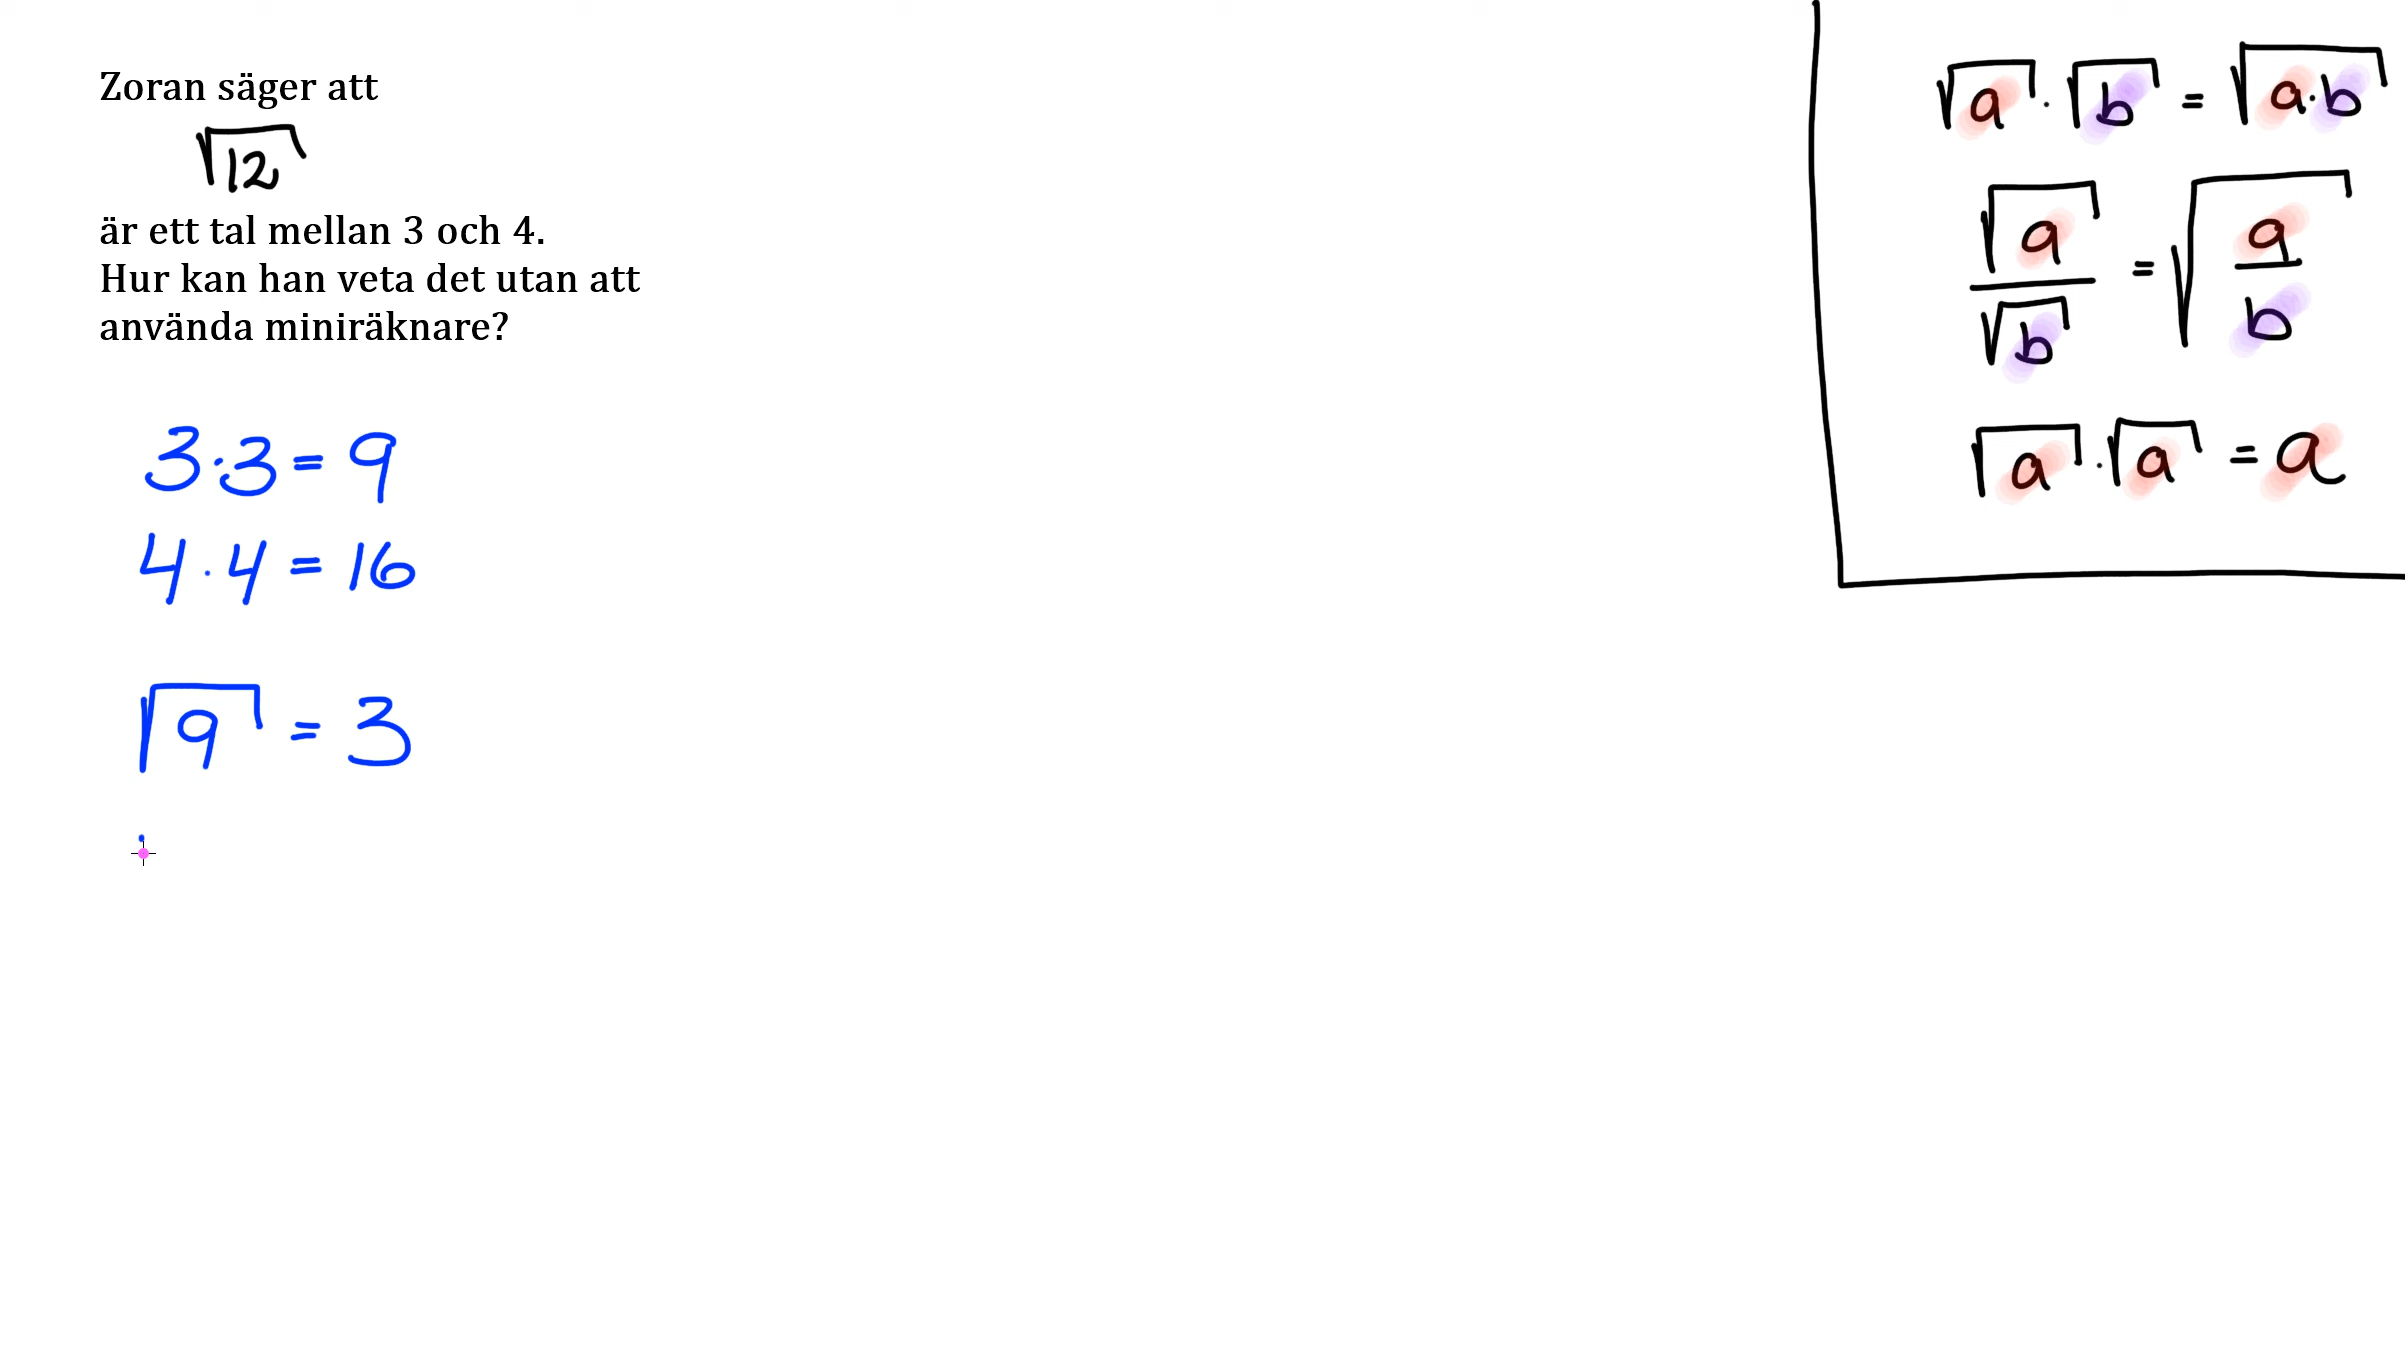 Zoran säger att
√12
är ett tal mellan 3 och 4.
Hur kan han veta det utan att
använda miniräknare?
3·3=9
4·4=16
√9=3
√a·√b=√a·b
√a/√b=√a/b
√a·√a=a